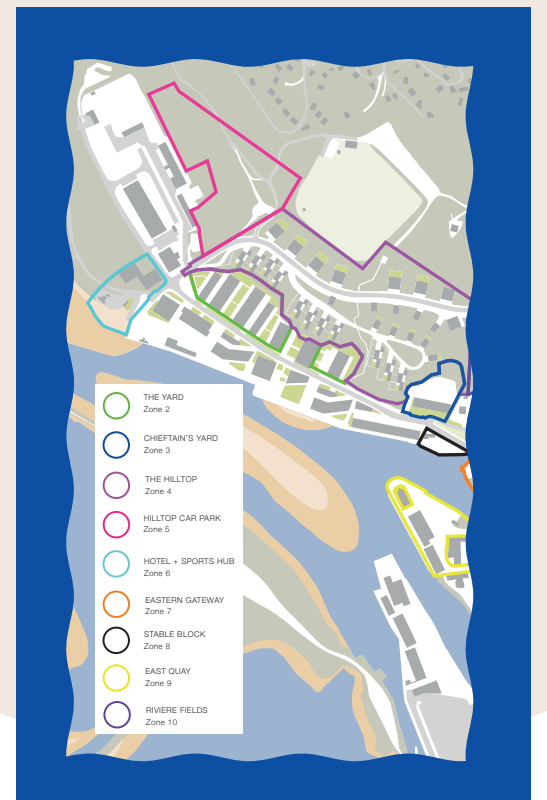 THE YARD
Zone 2
CHIEFTAIN'S YARD
Zone 3
THE HILLTOP
Zone 4
HILLTOP CAR PARK
Zone 5
HOTEL + SPORTS HUB
Zone 6
EASTERN GATEWAY
Zone 7
STABLE BLOCK
Zone 8
EAST QUAY
Zone 9
RIVIERE FIELDS
Zone 10